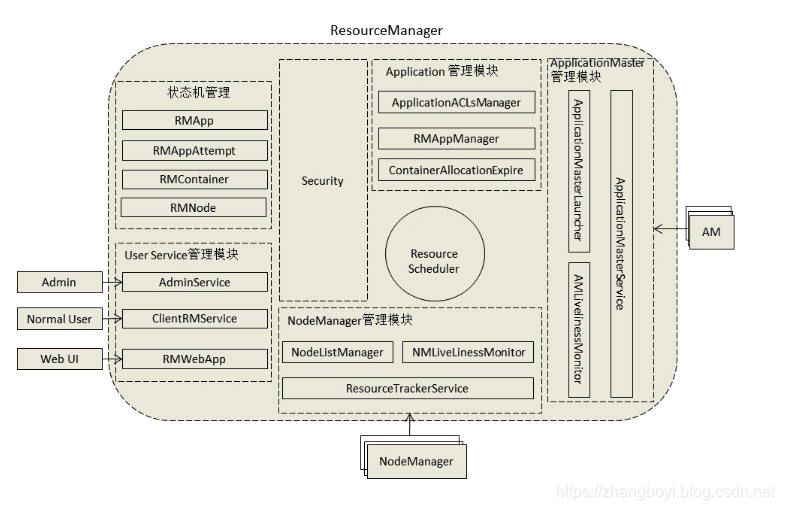 ResourceManager
状态机管理
RMApp
RMAppAttempt
RMContainer
RMNode
User Service管理模块
Admin
AdminService
Normal User
ClientRMService
Web UI
RMWebApp
Security
Application 管理模块
ApplicationACLsManager
RMAppManager
ContainerAllocationExpire
Resource
Scheduler
NodeManager管理模块
NodeListManager
NMLiveLinessMonitor
ResourceTrackerService
ApplicationMaster
管理模块
ApplicationMasterLauncher
AMLivelinessMonitor
ApplicationMasterService
AM
NodeManager
https://zhangboyi.blog.csdn.net